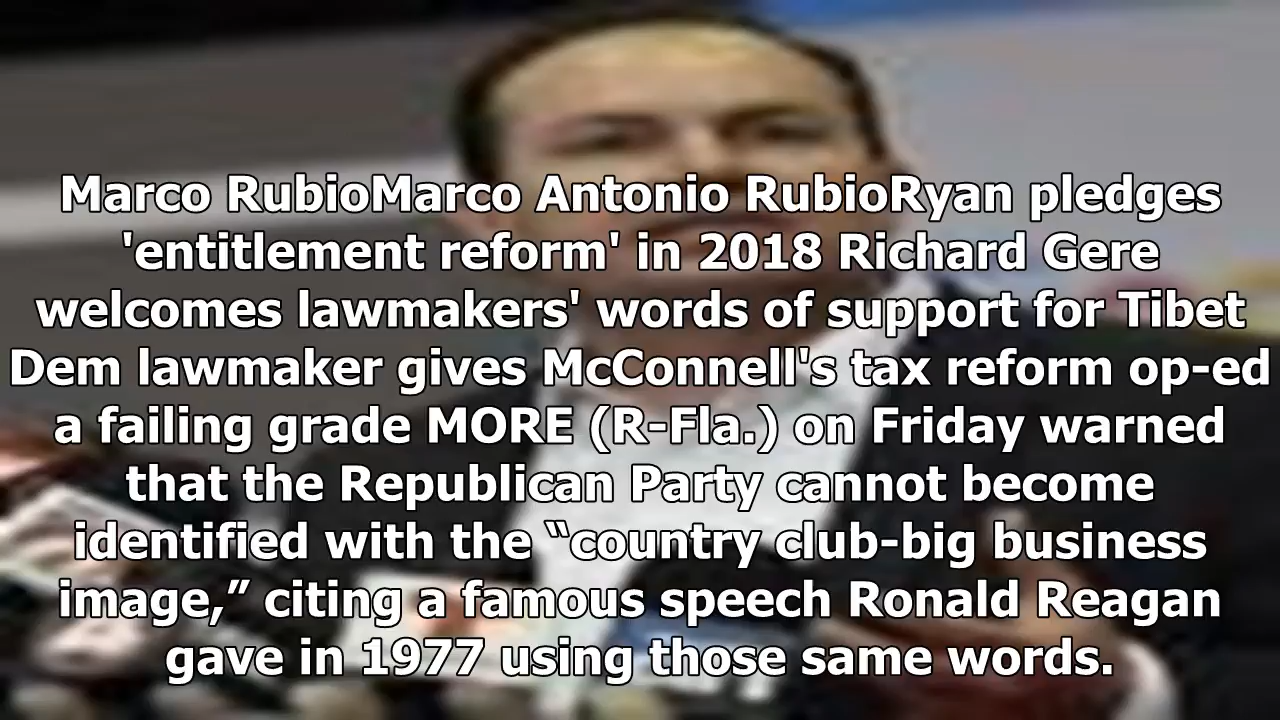 Marco RubioMarco Antonio RubioRyan pledges
'entitlement reform' in 2018 Richard Gere
welcomes lawmakers' words of support for Tibet
Dem lawmaker gives McConnell's tax reform op-ed
a failing grade MORE (R-Fla.) on Friday warned
that the Republican Party cannot become
identified with the “country club-big business
image,” citing a famous speech Ronald Reagan
gave in 1977 using those same words.